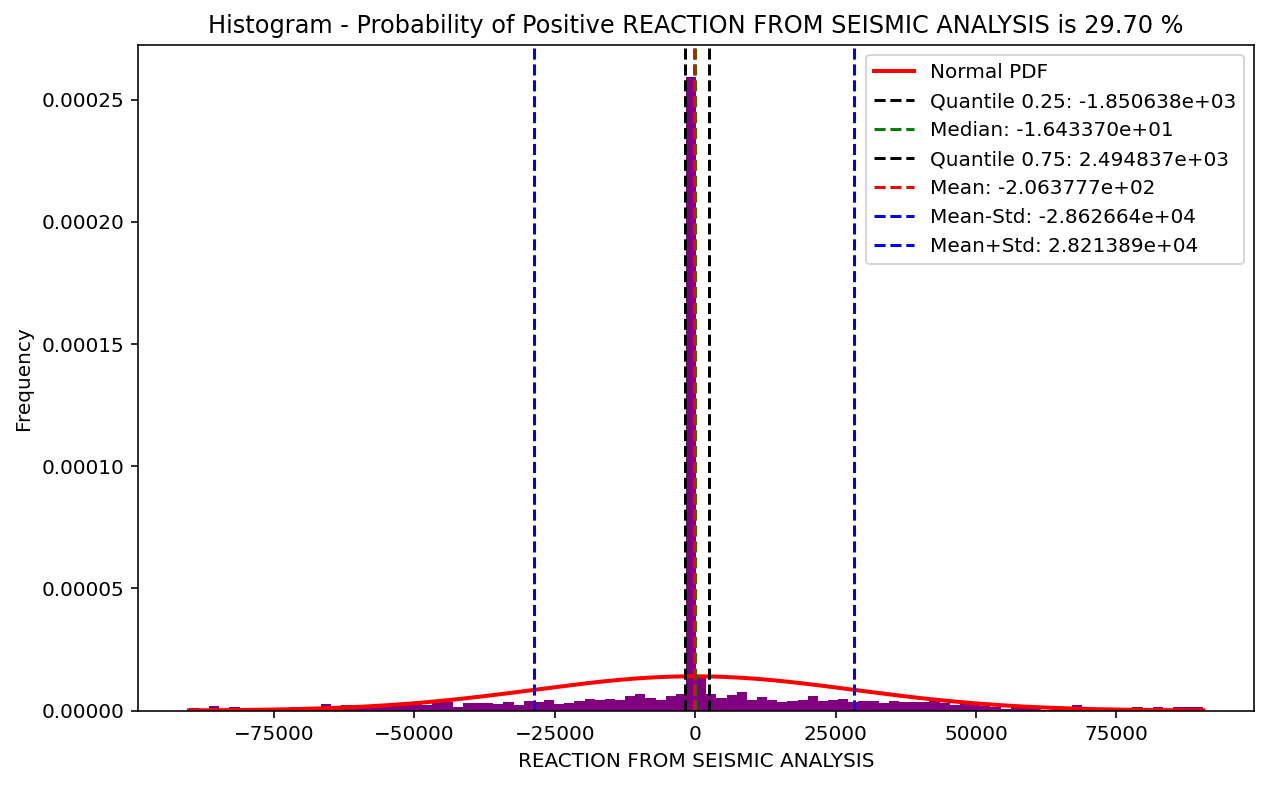 Histogram - Probability of Positive REACTION FROM SEISMIC ANALYSIS is 29.70 %
Normal PDF
Quantile 0.25: -1.850638e+03
Median: -1.643370e+01
Quantile 0.75: 2.494837e+03
Mean: -2.063777e+02
Mean-Std: -2.862664e+04
Mean+Std: 2.821389e+04
Frequency
0.00025
0.00020
0.00015
0.00010
0.00005
0.00000
−75000 −50000 −25000 0 25000 50000 75000
REACTION FROM SEISMIC ANALYSIS